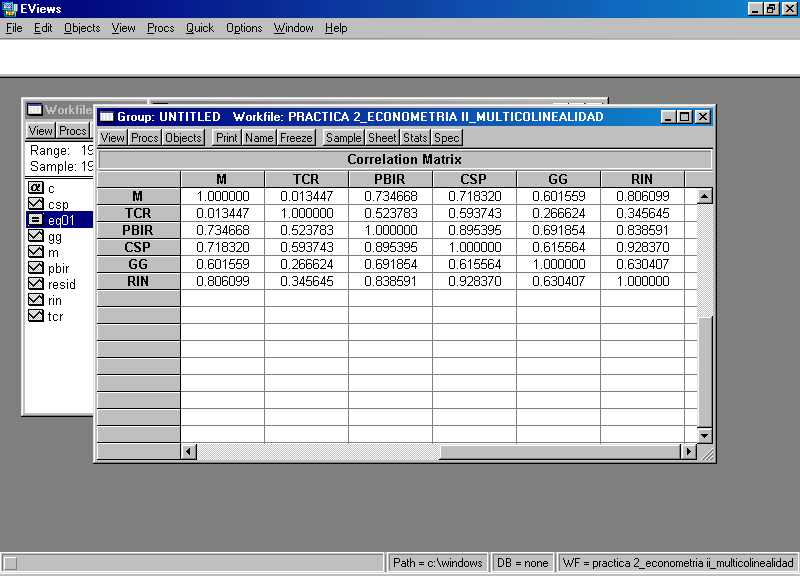 EViews
File Edit Objects View Procs Quick Options Window Help
Workfile
View Procs
Range: 19
Sample: 19
c
csp
eq01
gg
m
pbir
resid
rin
tcr
Group: UNTITLED Workfile: PRACTICA 2_ECONOMETRIA II_MULTICOLINEALIDAD
View Procs Objects Print Name Freeze Sample Sheet Stats Spec
Correlation Matrix
M TCR PBIR CSP GG RIN
M 1.000000 0.013447 0.734668 0.718320 0.601559 0.806099
TCR 0.013447 1.000000 0.523783 0.593743 0.266624 0.345645
PBIR 0.734668 0.523783 1.000000 0.895395 0.691854 0.838591
CSP 0.718320 0.593743 0.895395 1.000000 0.615564 0.928370
GG 0.601559 0.266624 0.691854 0.615564 1.000000 0.630407
RIN 0.806099 0.345645 0.838591 0.928370 0.630407 1.000000
Path = c:\windows DB = none WF = practica 2_econometria ii_multicolinealidad